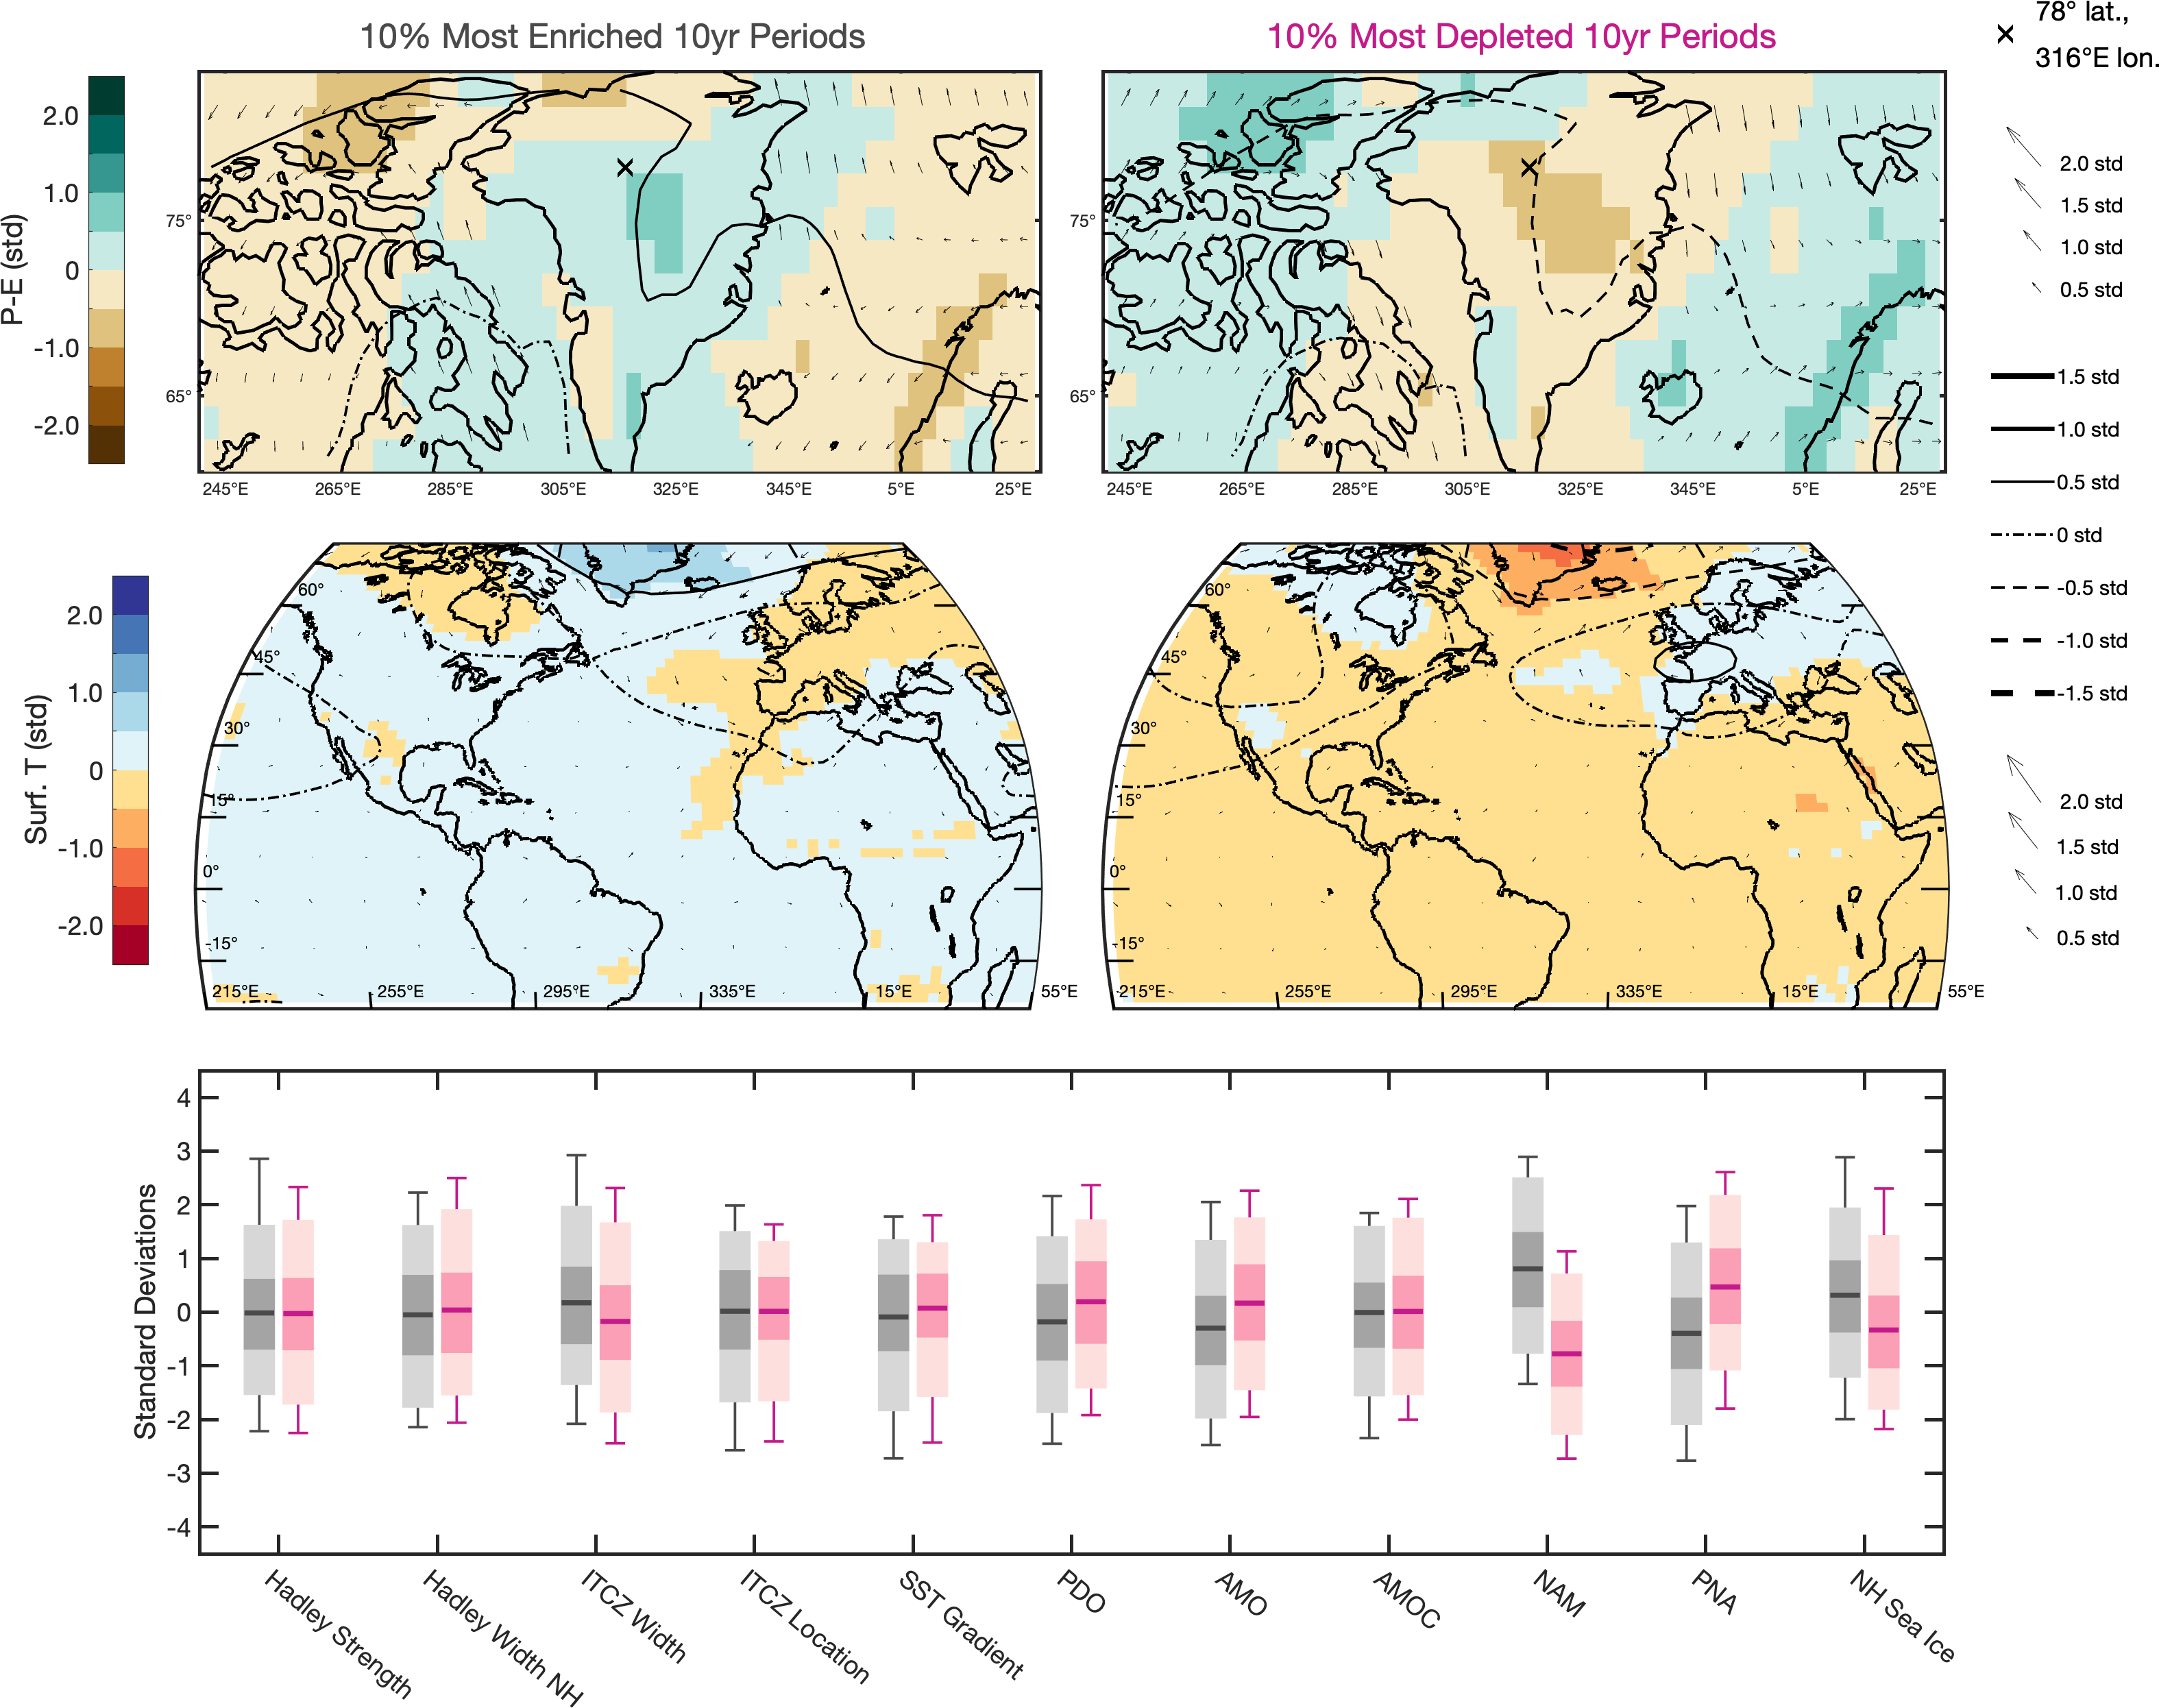 10% Most Enriched 10yr Periods
10% Most Depleted 10yr Periods
78° lat.,
316°E lon.
P-E (std)
2.0
1.0
0
-1.0
-2.0
75°
65°
245°E 265°E 285°E 305°E 325°E 345°E 5°E 25°E
75°
65°
245°E 265°E 285°E 305°E 325°E 345°E 5°E 25°E
2.0 std
1.5 std
1.0 std
0.5 std
1.5 std
1.0 std
0.5 std
0 std
-0.5 std
-1.0 std
-1.5 std
Surf. T (std)
2.0
1.0
0
-1.0
-2.0
60°
45°
30°
15°
0°
-15°
215°E 255°E 295°E 335°E 15°E 55°E
60°
45°
30°
15°
0°
-15°
215°E 255°E 295°E 335°E 15°E 55°E
2.0 std
1.5 std
1.0 std
0.5 std
Standard Deviations
4
3
2
1
0
-1
-2
-3
-4
Hadley Strength
Hadley Width NH
ITCZ Width
ITCZ Location
SST Gradient
PDO
AMO
AMOC
NAM
PNA
NH Sea Ice